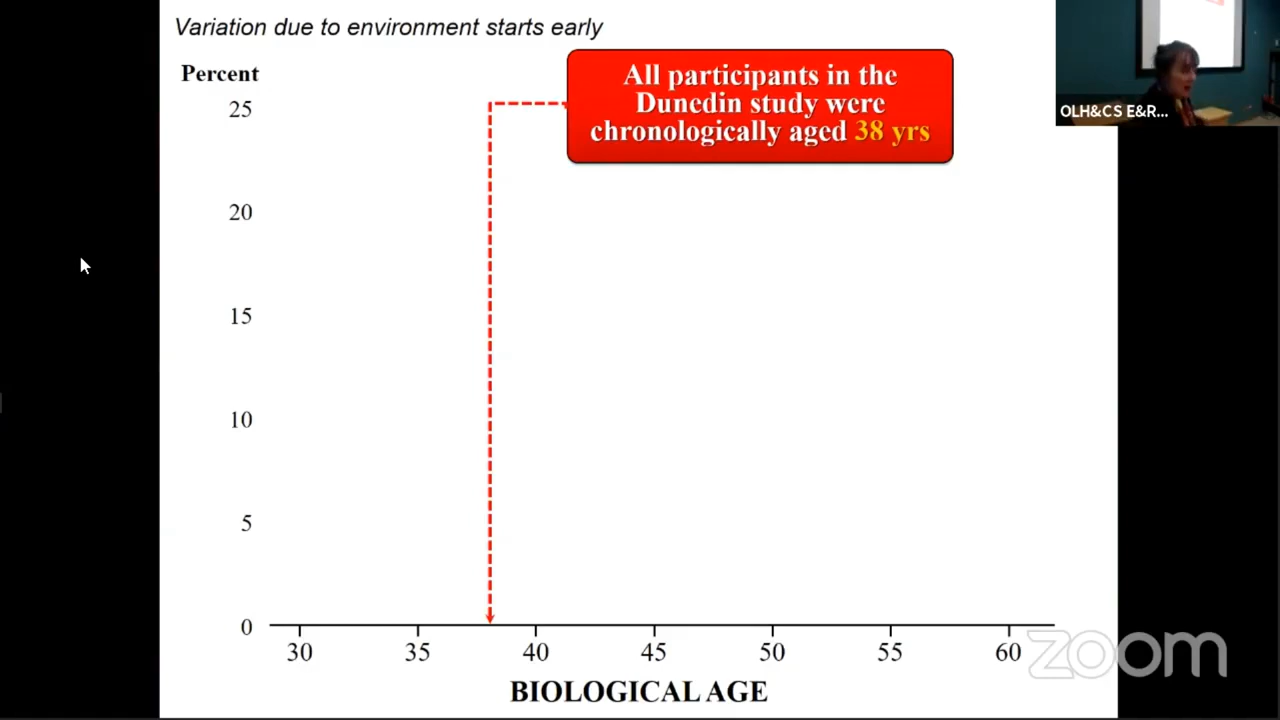 Variation due to environment starts early
Percent
25
20
15
10
5
0
All participants in the
Dunedin study were
chronologically aged 38 yrs
30 35 40 45 50 55 60
BIOLOGICAL AGE
OLH&CS E&R...
zoom